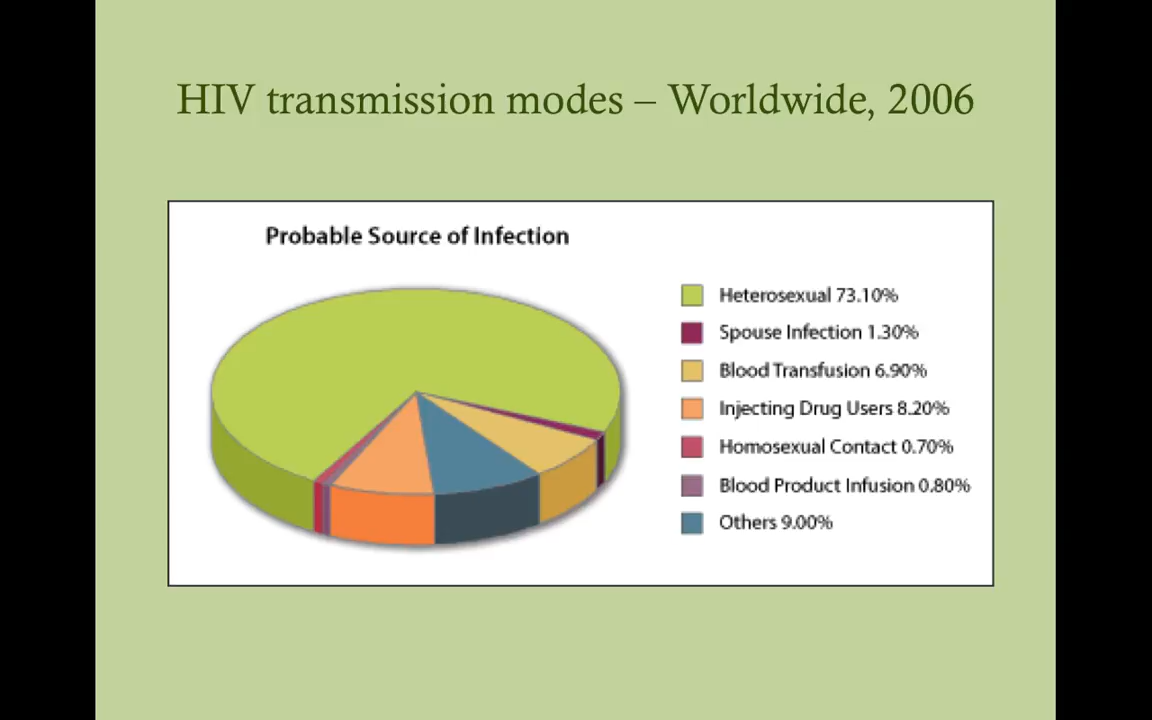 HIV transmission modes – Worldwide, 2006
Probable Source of Infection
Heterosexual 73.10%
Spouse Infection 1.30%
Blood Transfusion 6.90%
Injecting Drug Users 8.20%
Homosexual Contact 0.70%
Blood Product Infusion 0.80%
Others 9.00%